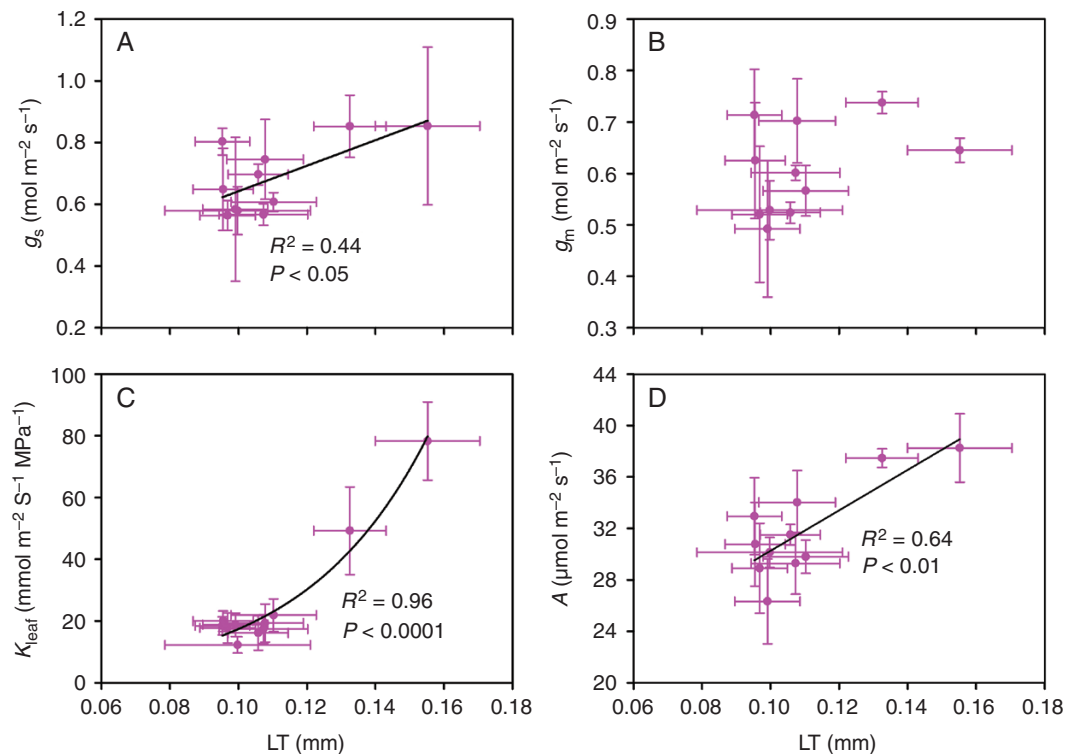 A
1.2
1.0
0.8
0.6
0.4
0.2
g_s (mol m⁻² s⁻¹)
R² = 0.44
P < 0.05
B
0.9
0.8
0.7
0.6
0.5
0.4
0.3
g_m (mol m⁻² s⁻¹)
C
100
80
60
40
20
0
K_leaf (mmol m⁻² S⁻¹ MPa⁻¹)
R² = 0.96
P < 0.0001
0.06 0.08 0.10 0.12 0.14 0.16 0.18
LT (mm)
D
44
40
36
32
28
24
20
A (µmol m⁻² s⁻¹)
R² = 0.64
P < 0.01
0.06 0.08 0.10 0.12 0.14 0.16 0.18
LT (mm)